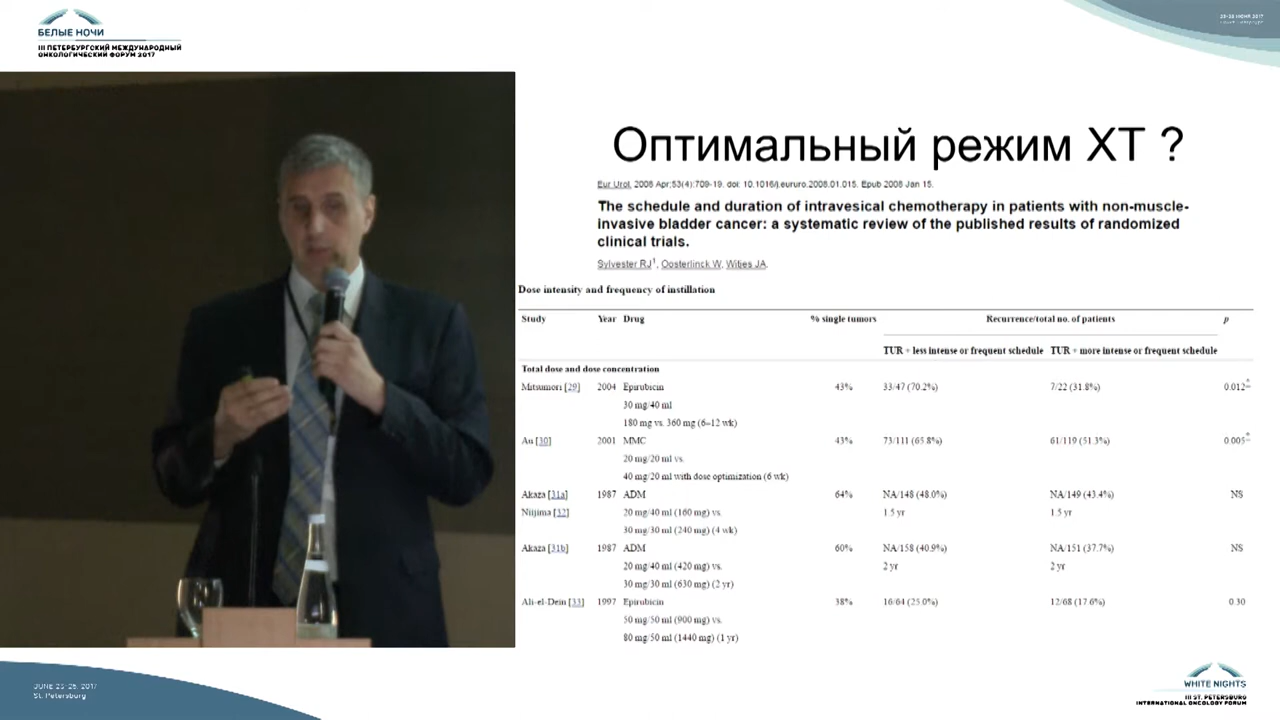 БЕЛЫЕ НОЧИ
III ПЕТЕРБУРГСКИЙ МЕЖДУНАРОДНЫЙ
ОНКОЛОГИЧЕСКИЙ ФОРУМ 2017
23-25 ИЮНЯ 2017
Оптимальный режим ХТ ?
Eur Urol. 2008 Apr;53(4):709-19. doi: 10.1016/j.eururo.2008.01.015. Epub 2008 Jan 15.
The schedule and duration of intravesical chemotherapy in patients with non-muscle-
invasive bladder cancer: a systematic review of the published results of randomized
clinical trials.
Sylvester RJ1, Oosterlinck W, Witjes JA.
Dose intensity and frequency of instillation
Study Year Drug % single tumors Recurrence/total no. of patients p
TUR + less intense or frequent schedule TUR + more intense or frequent schedule
Total dose and dose concentration
Mitsumori [29] 2004 Epirubicin 43% 33/47 (70.2%) 7/22 (31.8%) 0.012*
30 mg/40 ml
180 mg vs. 360 mg (6–12 wk)
Au [30] 2001 MMC 43% 73/111 (65.8%) 61/119 (51.3%) 0.005*
20 mg/20 ml vs.
40 mg/20 ml with dose optimization (6 wk)
Akaza [31a] 1987 ADM 64% NA/148 (48.0%) NA/149 (43.4%) NS
Niijima [32] 20 mg/40 ml (160 mg) vs. 1.5 yr 1.5 yr
30 mg/30 ml (240 mg) (4 wk)
Akaza [31b] 1987 ADM 60% NA/158 (40.9%) NA/151 (37.7%) NS
20 mg/40 ml (420 mg) vs. 2 yr 2 yr
30 mg/30 ml (630 mg) (2 yr)
Ali-el-Dein [33] 1997 Epirubicin 38% 16/64 (25.0%) 12/68 (17.6%) 0.30
50 mg/50 ml (900 mg) vs.
80 mg/50 ml (1440 mg) (1 yr)
JUNE 23-25, 2017
St. Petersburg
WHITE NIGHTS
III ST. PETERSBURG
INTERNATIONAL ONCOLOGY FORUM